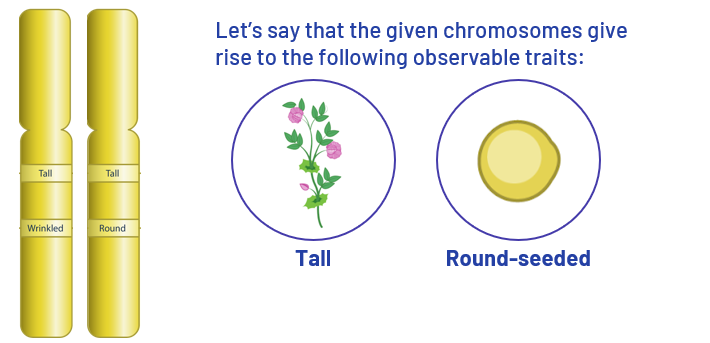 Let’s say that the given chromosomes give
rise to the following observable traits:
Tall
Tall
Wrinkled
Round
Tall
Round-seeded